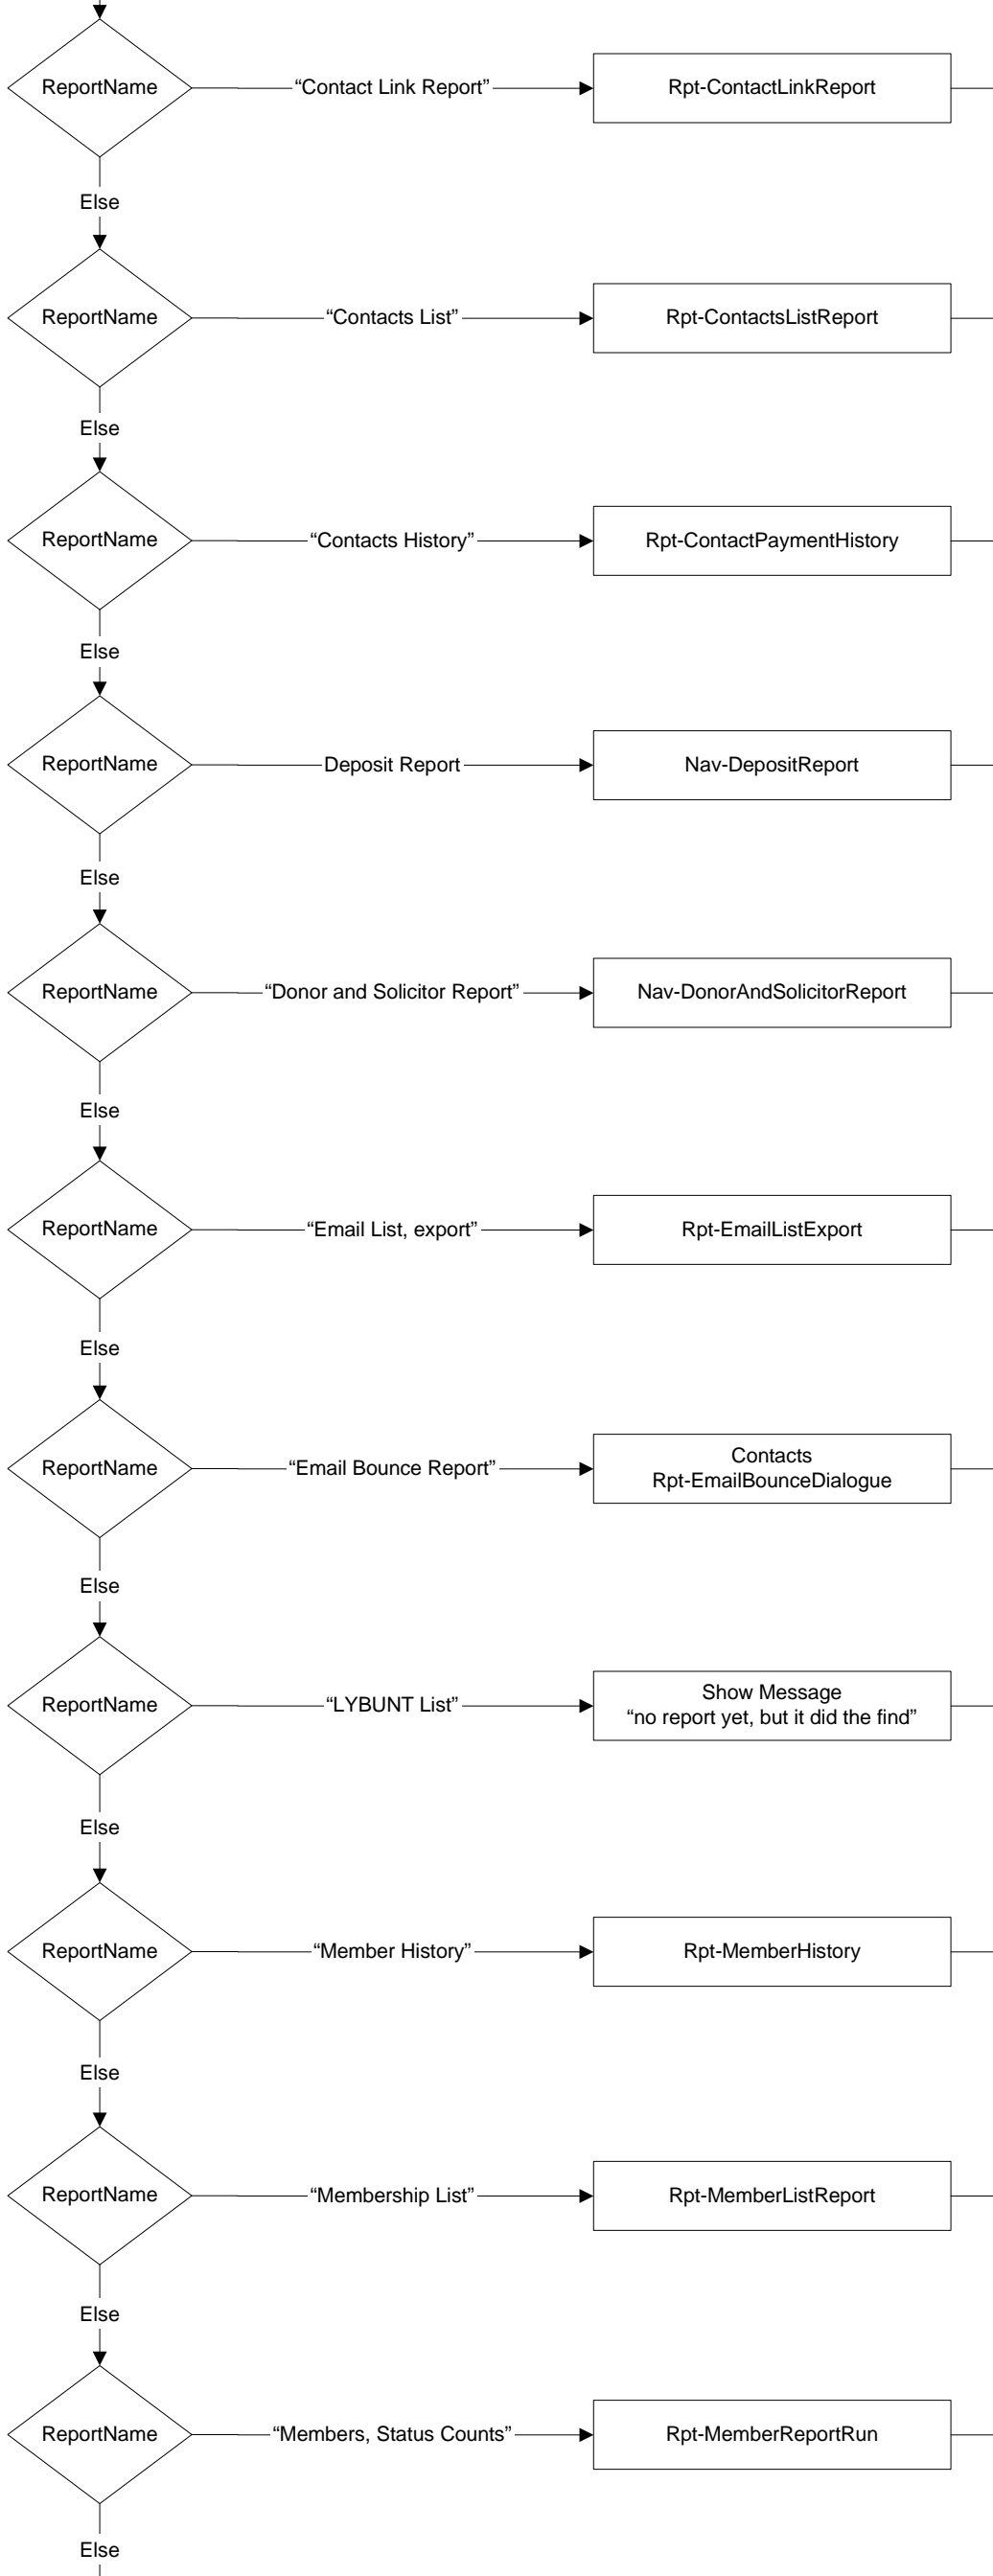 ReportName
“Contact Link Report”
Rpt-ContactLinkReport
Else
ReportName
“Contacts List”
Rpt-ContactsListReport
Else
ReportName
“Contacts History”
Rpt-ContactPaymentHistory
Else
ReportName
Deposit Report
Nav-DepositReport
Else
ReportName
“Donor and Solicitor Report”
Nav-DonorAndSolicitorReport
Else
ReportName
“Email List, export”
Rpt-EmailListExport
Else
ReportName
“Email Bounce Report”
Contacts
Rpt-EmailBounceDialogue
Else
ReportName
“LYBUNT List”
Show Message
“no report yet, but it did the find”
Else
ReportName
“Member History”
Rpt-MemberHistory
Else
ReportName
“Membership List”
Rpt-MemberListReport
Else
ReportName
“Members, Status Counts”
Rpt-MemberReportRun
Else